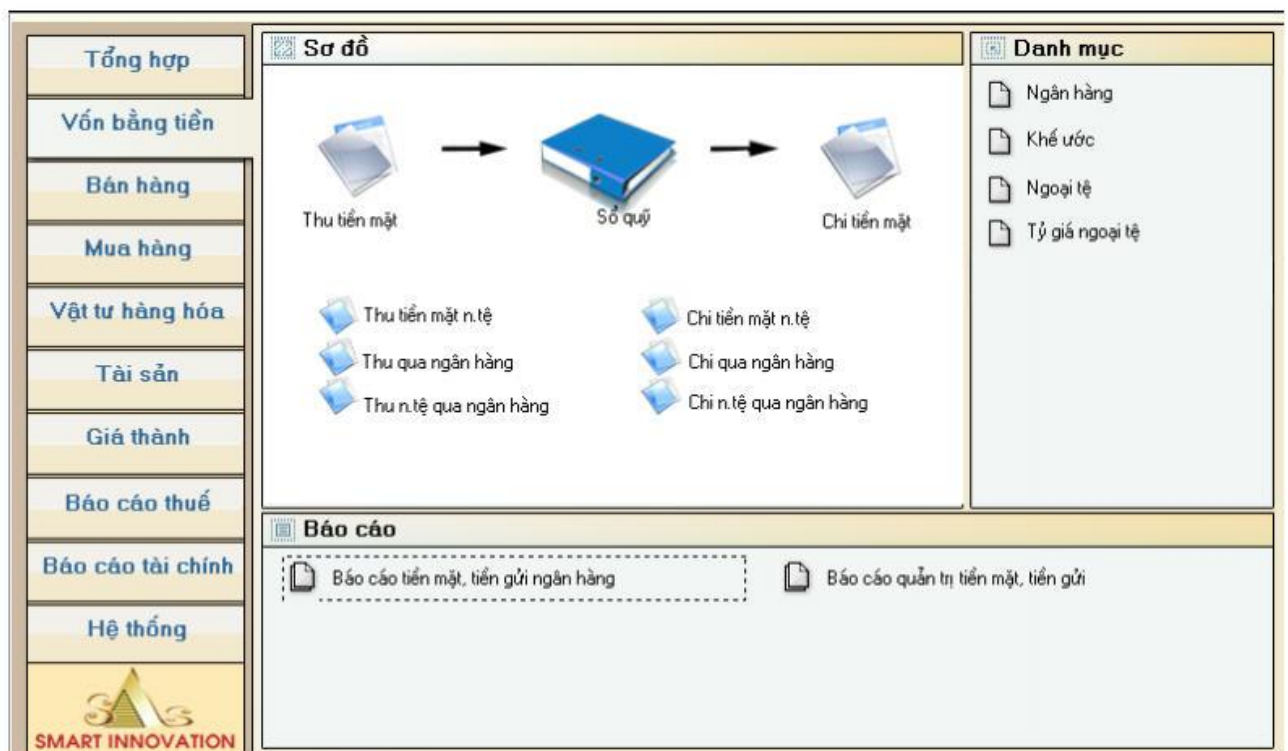 Tổng hợp
Vốn bằng tiền
Bán hàng
Mua hàng
Vật tư hàng hóa
Tài sản
Giá thành
Báo cáo thuế
Báo cáo tài chính
Hệ thống
SAS
SMART INNOVATION
Sơ đồ
Thu tiền mặt
Sổ quỹ
Chi tiền mặt
Thu tiền mặt n.tệ
Chi tiền mặt n.tệ
Thu qua ngân hàng
Chi qua ngân hàng
Thu n.tệ qua ngân hàng
Chi n.tệ qua ngân hàng
Danh mục
Ngân hàng
Khế ước
Ngoại tệ
Tỷ giá ngoại tệ
Báo cáo
Báo cáo tiền mặt, tiền gửi ngân hàng
Báo cáo quản trị tiền mặt, tiền gửi